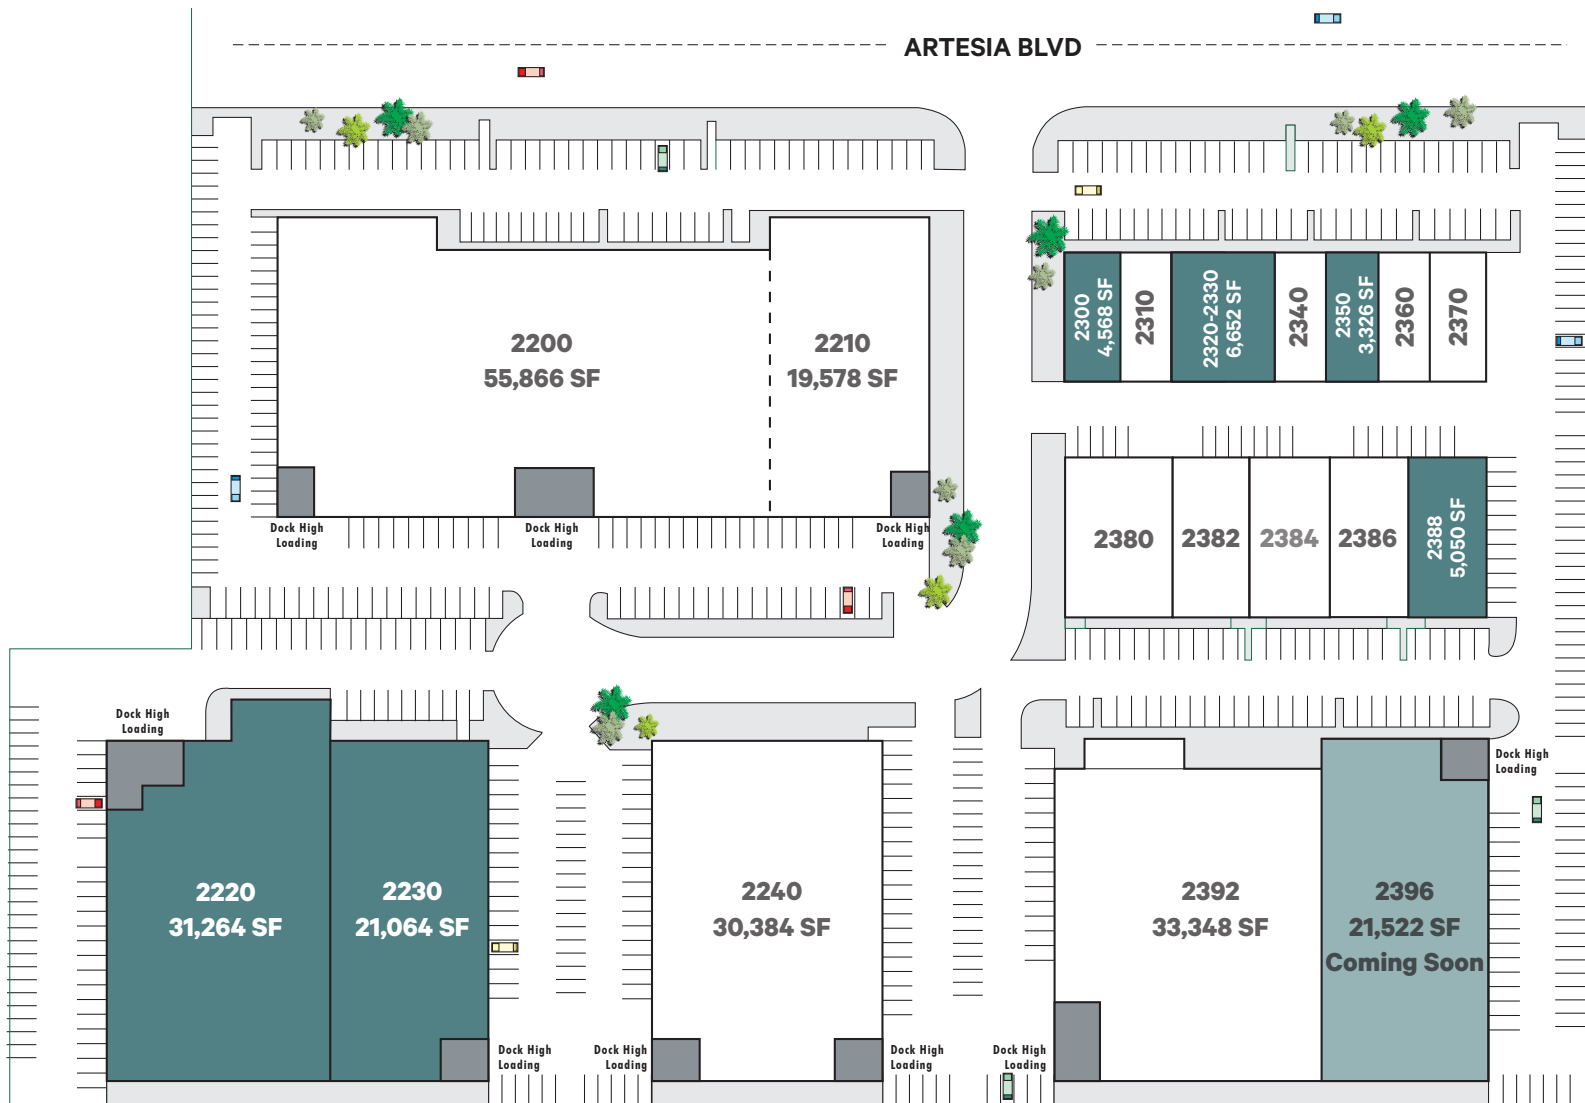 ARTESIA BLVD
2200
55,866 SF
2210
19,578 SF
2300
4,568 SF
2310
2320-2330
6,652 SF
2340
2350
3,326 SF
2360
2370
Dock High
Loading
Dock High
Loading
Dock High
Loading
2380
2382
2384
2386
2388
5,050 SF
Dock High
Loading
2220
31,264 SF
2230
21,064 SF
2240
30,384 SF
2392
33,348 SF
2396
21,522 SF
Coming Soon
Dock High
Loading
Dock High
Loading
Dock High
Loading
Dock High
Loading
Dock High
Loading